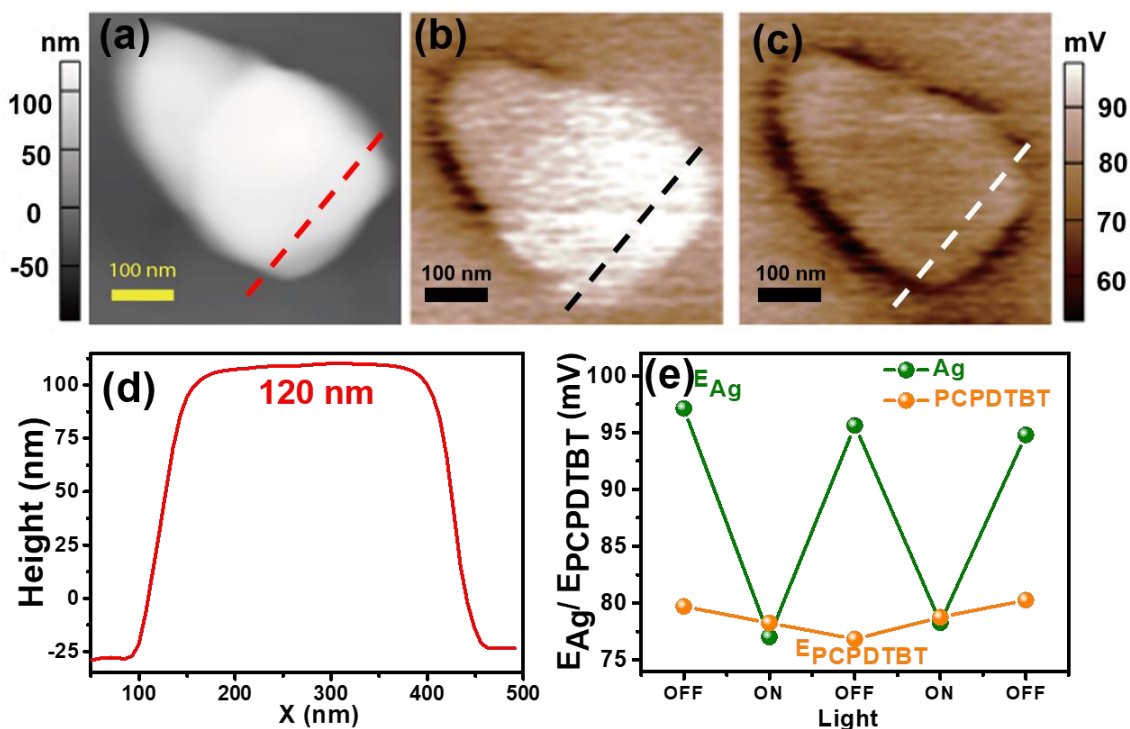 nm
(a)
(b)
(c)
mV
100
50
0
-50
90
80
70
60
100 nm
100 nm
100 nm
(d)
120 nm
100
75
50
25
0
-25
Height (nm)
100
200
300
400
500
X (nm)
(e)
E Ag
Ag
PCPDTBT
E PCPDTBT
100
95
90
85
80
75
EAg/ EPCPDTBT (mV)
OFF
ON
OFF
ON
OFF
Light